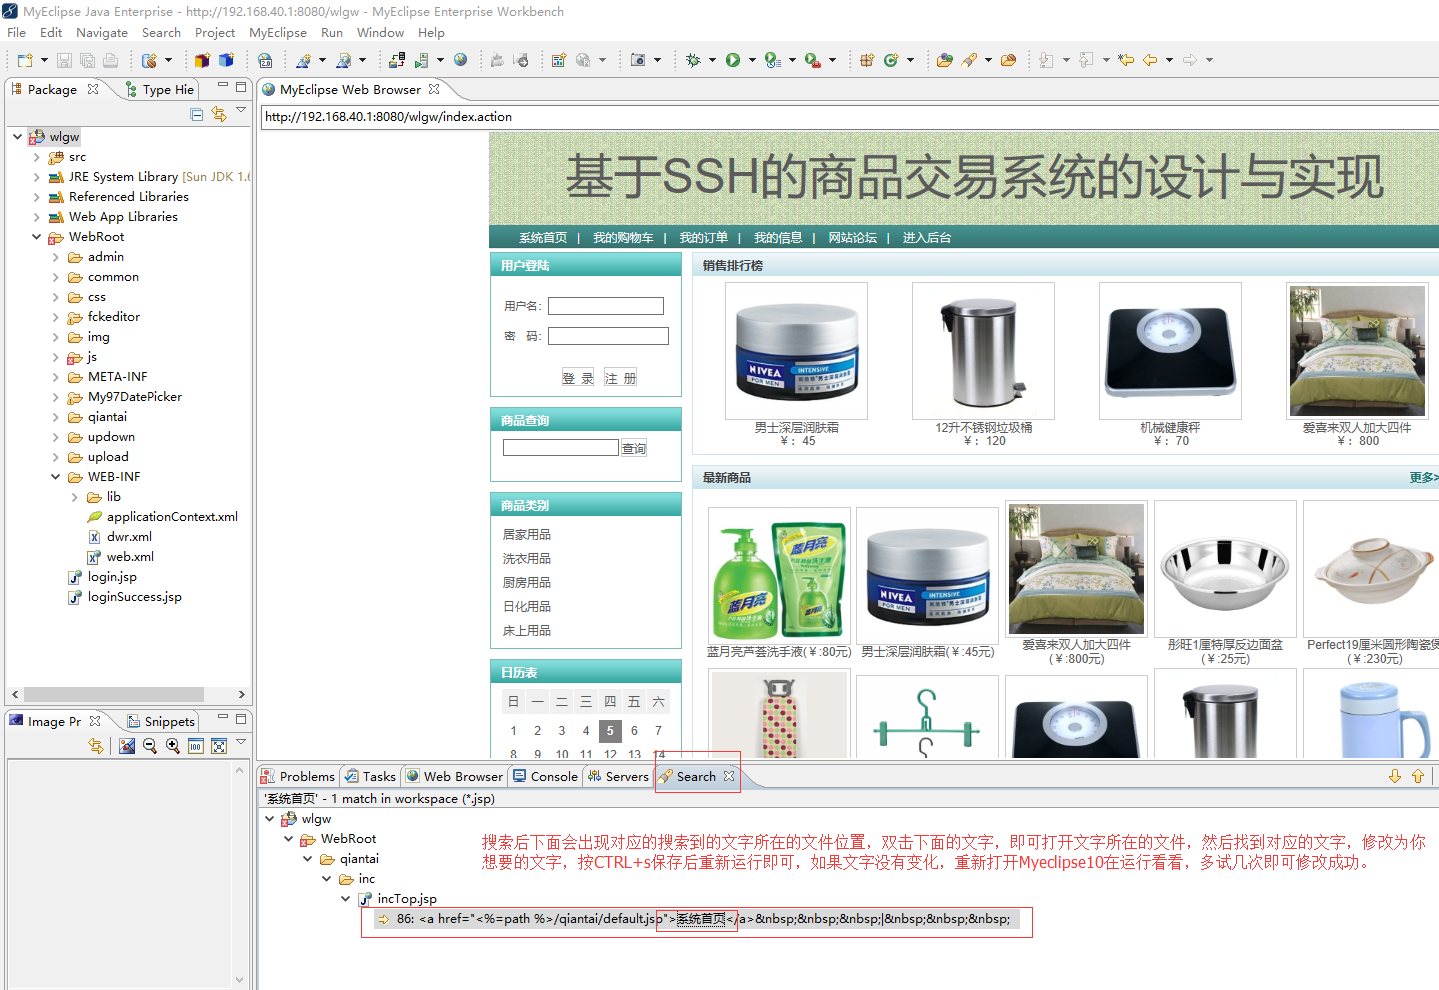 MyEclipse Java Enterprise - http://192.168.40.1:8080/wlgw - MyEclipse Enterprise Workbench
File Edit Navigate Search Project MyEclipse Run Window Help
Package Type Hie
MyEclipse Web Browser
http://192.168.40.1:8080/wlgw/index.action
wlgw
src
JRE System Library [Sun JDK 1.6
Referenced Libraries
Web App Libraries
WebRoot
admin
common
css
fckeditor
img
js
META-INF
My97DatePicker
qiantai
updown
upload
WEB-INF
lib
applicationContext.xml
dwr.xml
web.xml
login.jsp
loginSuccess.jsp
Image Pr Snippets
基于SSH的商品交易系统的设计与实现
系统首页 | 我的购物车 | 我的订单 | 我的信息 | 网站论坛 | 进入后台
用户登陆
用户名:
密 码:
登 录 注 册
商品查询
查询
商品类别
居家用品
洗衣用品
厨房用品
日化用品
床上用品
日历表
日 一 二 三 四 五 六
1 2 3 4 5 6 7
8 9 10 11 12 13 14
销售排行榜
NIVEA
FOR MEN
INTENSIVE
男士深层润肤霜
￥：45
12升不锈钢垃圾桶
￥：120
机械健康秤
￥：70
爱喜来双人加大四件
￥：800
最新商品 更多>
蓝月亮
蓝月亮
NIVEA
FOR MEN
INTENSIVE
蓝月亮芦荟洗手液(￥:80元)
男士深层润肤霜(￥:45元)
爱喜来双人加大四件
(￥:800元)
彤旺1厘特厚反边面盆
(￥:25元)
Perfect19厘米圆形陶瓷煲
(￥:230元)
Problems Tasks Web Browser Console Servers Search
'系统首页' - 1 match in workspace (*.jsp)
wlgw
WebRoot
qiantai
inc
incTop.jsp
86: <a href="<%=path %>/qiantai/default.jsp">系统首页</a>&nbsp;&nbsp;&nbsp;|&nbsp;&nbsp;&nbsp;
搜索后下面会出现对应的搜索到的文字所在的文件位置，双击下面的文字，即可打开文字所在的文件，然后找到对应的文字，修改为你
想要的文字，按CTRL+s保存后重新运行即可，如果文字没有变化，重新打开Myeclipse10在运行看看，多试几次即可修改成功。